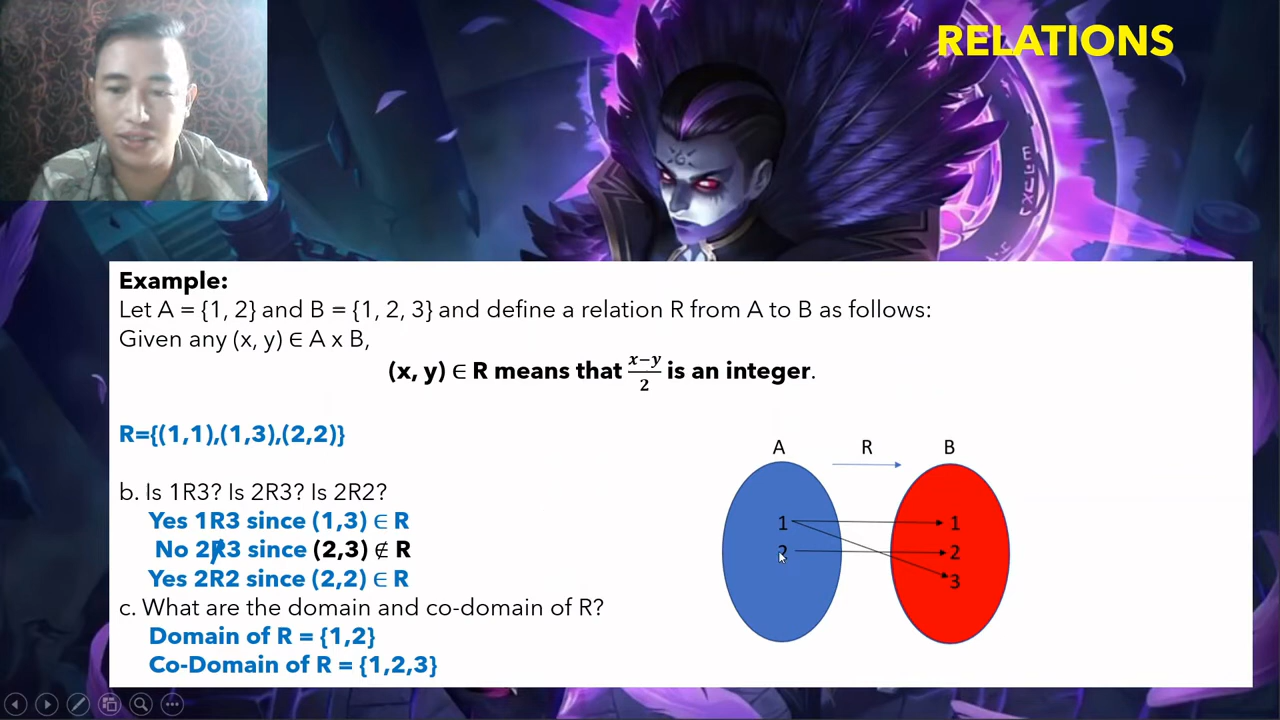 RELATIONS
Example:
Let A = {1, 2} and B = {1, 2, 3} and define a relation R from A to B as follows:
Given any (x, y) ∈ A x B,
(x, y) ∈ R means that x−y/2 is an integer.
R={(1,1),(1,3),(2,2)}
b. Is 1R3? Is 2R3? Is 2R2?
Yes 1R3 since (1,3) ∈ R
No 2R̸3 since (2,3) ∉ R
Yes 2R2 since (2,2) ∈ R
c. What are the domain and co-domain of R?
Domain of R = {1,2}
Co-Domain of R = {1,2,3}
A R B
1 1
2 2
3